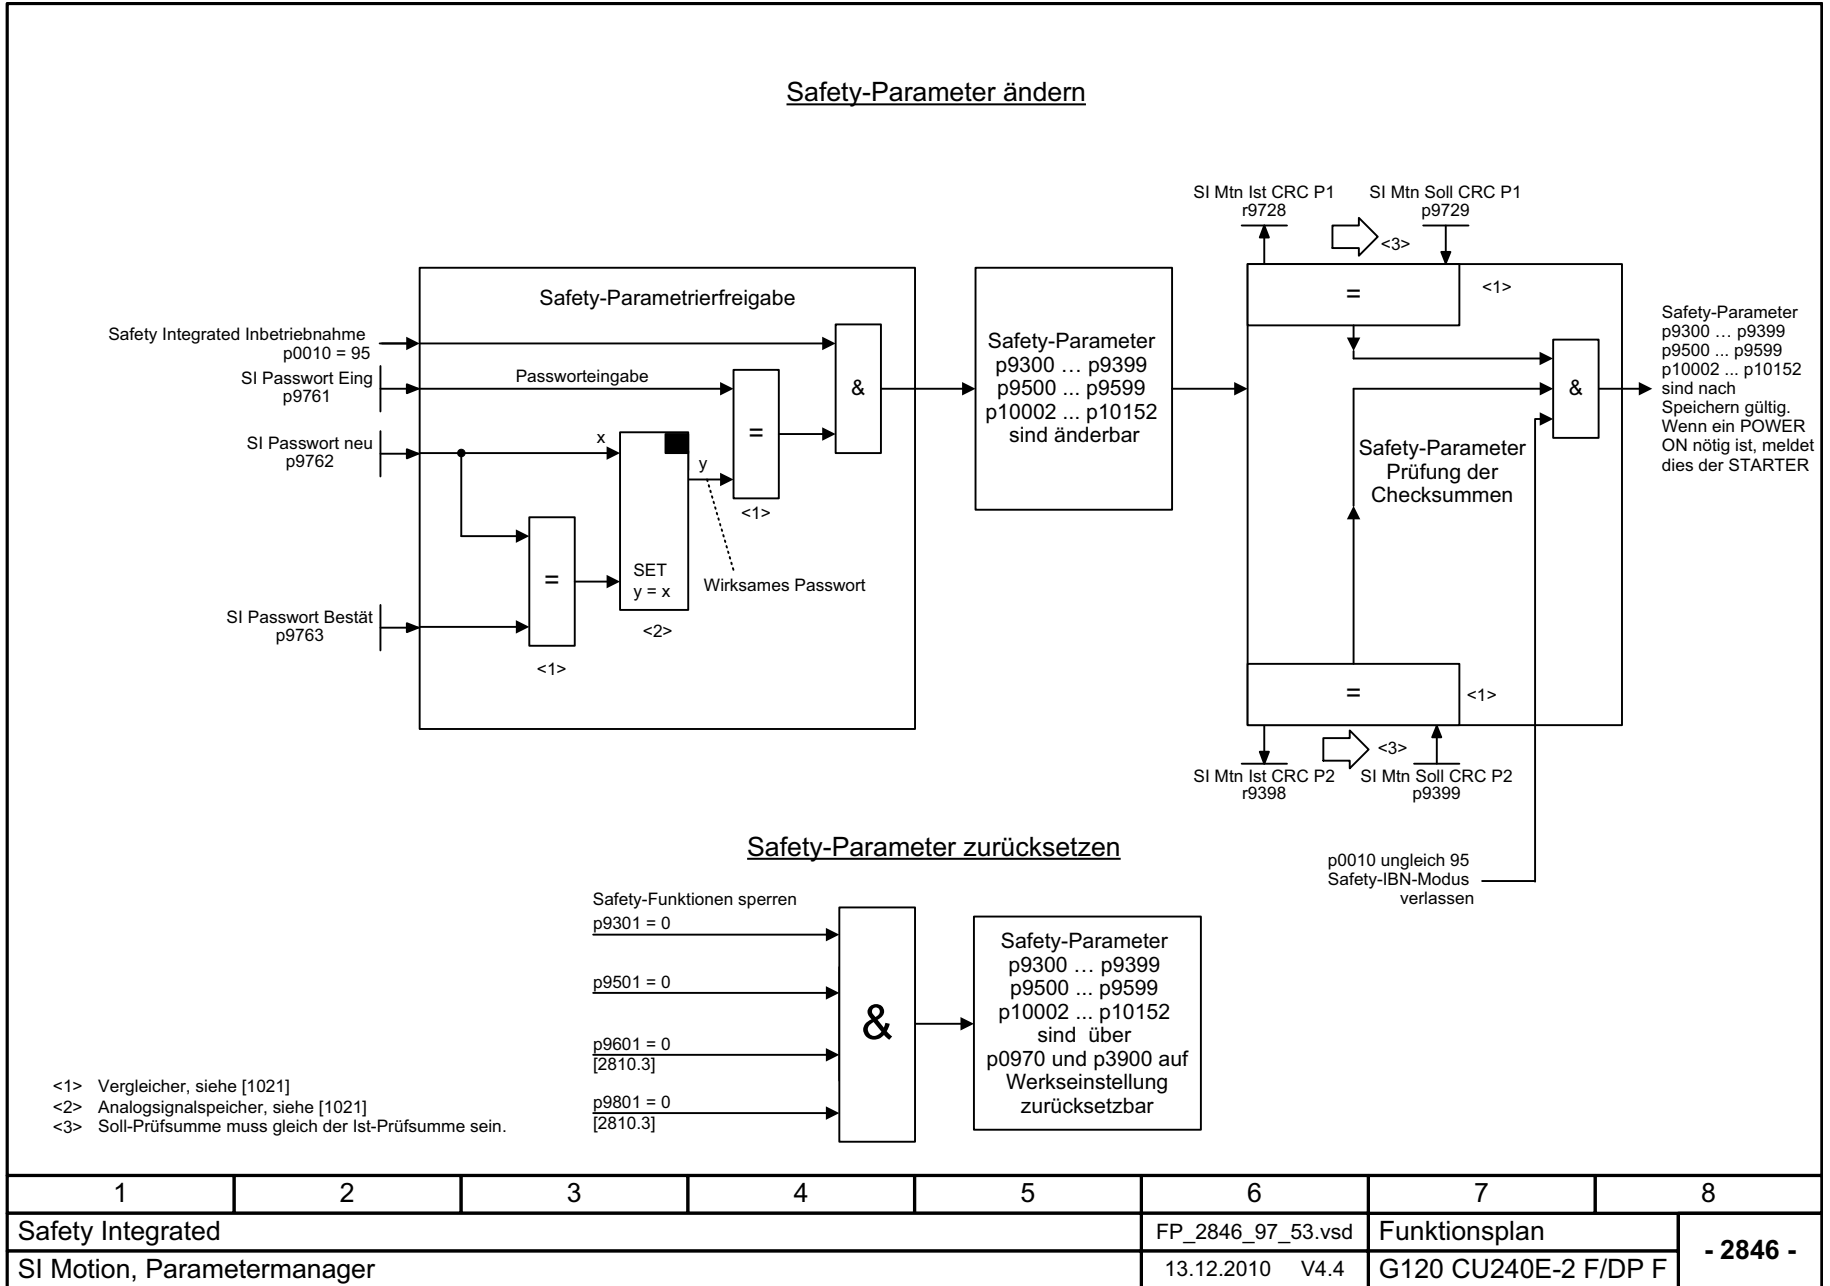 Safety-Parameter ändern
SI Mtn Ist CRC P1
r9728
SI Mtn Soll CRC P1
p9729
<3>
Safety-Parametrierfreigabe
=
<1>
Safety Integrated Inbetriebnahme
p0010 = 95
SI Passwort Eing
p9761
Passworteingabe
SI Passwort neu
p9762
x
y
=
<1>
&
SET
y = x
<2>
Wirksames Passwort
=
<1>
SI Passwort Bestät
p9763
Safety-Parameter
p9300 … p9399
p9500 ... p9599
p10002 ... p10152
sind änderbar
&
Safety-Parameter
Prüfung der
Checksummen
Safety-Parameter
p9300 … p9399
p9500 ... p9599
p10002 ... p10152
sind nach
Speichern gültig.
Wenn ein POWER
ON nötig ist, meldet
dies der STARTER
=
<1>
<3>
SI Mtn Ist CRC P2
r9398
SI Mtn Soll CRC P2
p9399
p0010 ungleich 95
Safety-IBN-Modus
verlassen
Safety-Parameter zurücksetzen
Safety-Funktionen sperren
p9301 = 0
p9501 = 0
p9601 = 0
[2810.3]
p9801 = 0
[2810.3]
&
Safety-Parameter
p9300 … p9399
p9500 ... p9599
p10002 ... p10152
sind über
p0970 und p3900 auf
Werkseinstellung
zurücksetzbar
<1> Vergleicher, siehe [1021]
<2> Analogsignalspeicher, siehe [1021]
<3> Soll-Prüfsumme muss gleich der Ist-Prüfsumme sein.
1 2 3 4 5 6 7 8
Safety Integrated
FP_2846_97_53.vsd
Funktionsplan
- 2846 -
SI Motion, Parametermanager
13.12.2010 V4.4
G120 CU240E-2 F/DP F